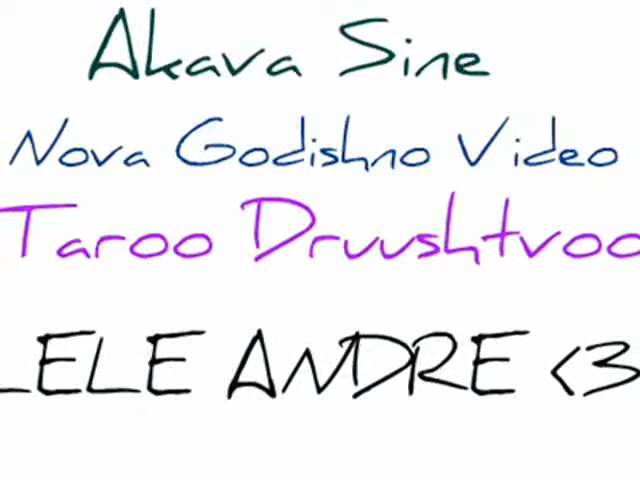 Akava Sine
Nova Godishno Video
Taroo Druushtvoo
LELE ANDRE <3